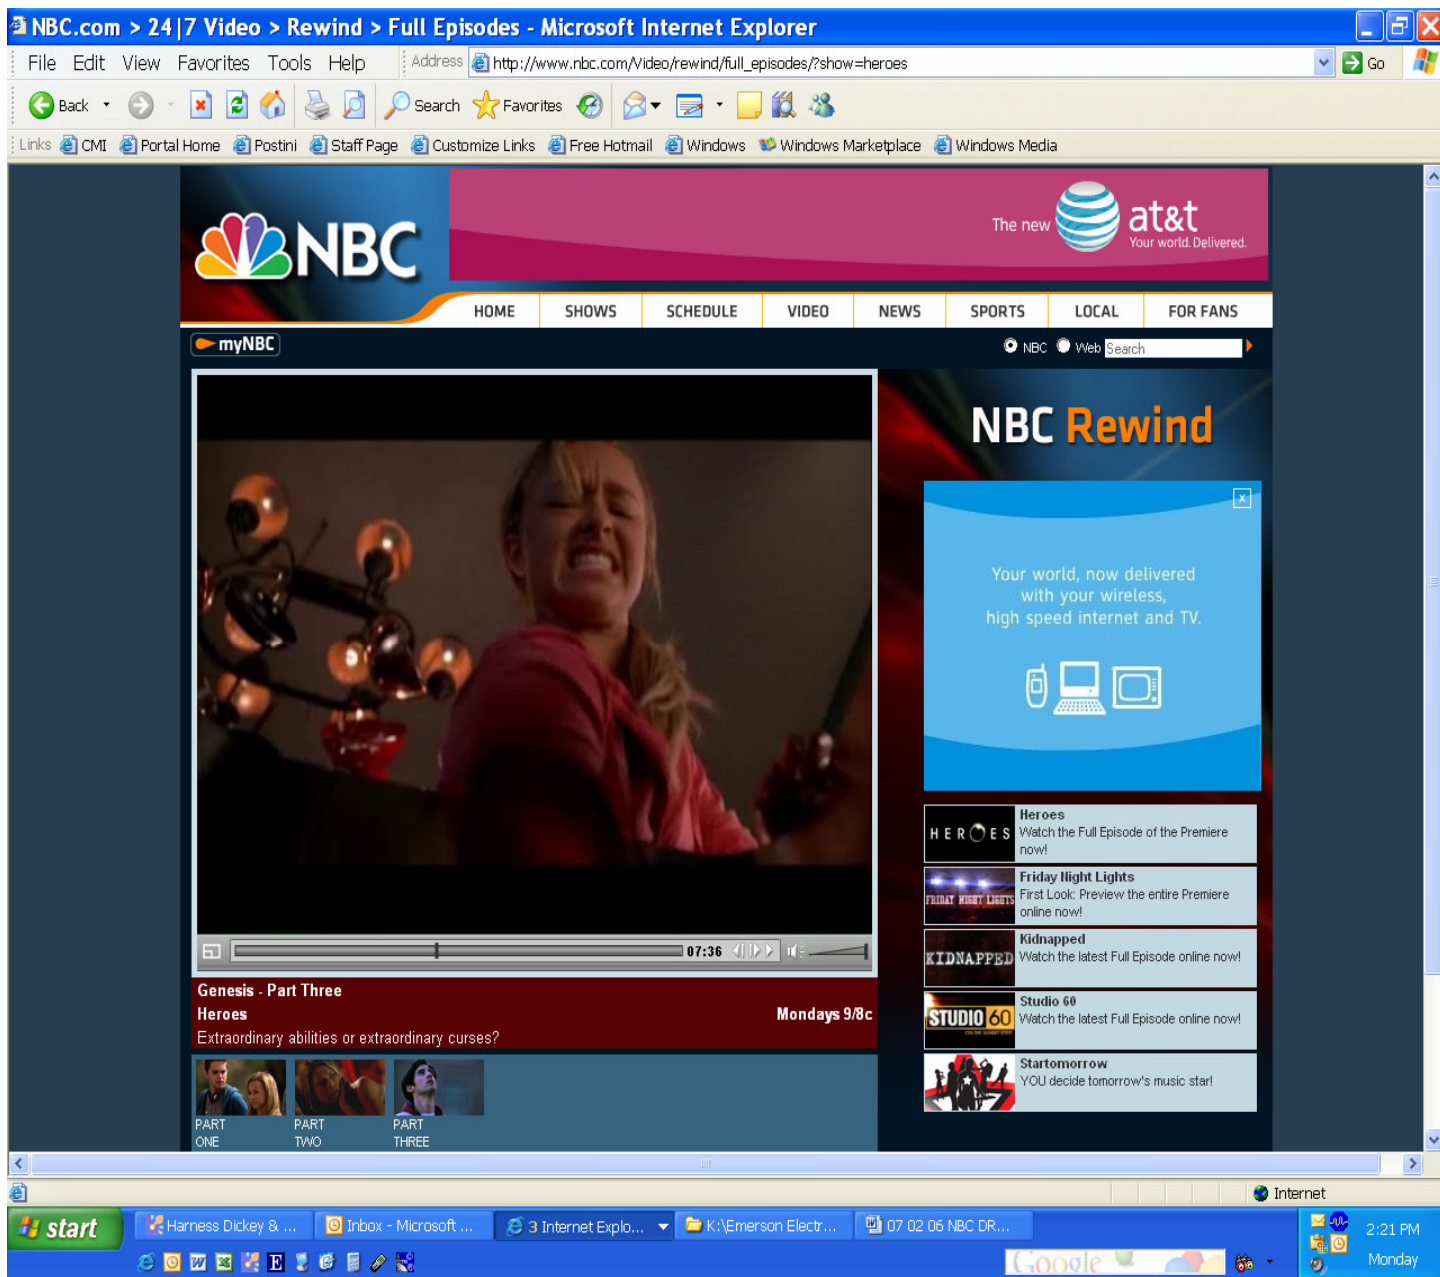 NBC.com > 24|7 Video > Rewind > Full Episodes - Microsoft Internet Explorer
File Edit View Favorites Tools Help Address http://www.nbc.com/Video/rewind/full_episodes/?show=heroes Go
Back Search Favorites
Links CMI Portal Home Postini Staff Page Customize Links Free Hotmail Windows Windows Marketplace Windows Media
NBC
The new at&t
Your world. Delivered.
HOME SHOWS SCHEDULE VIDEO NEWS SPORTS LOCAL FOR FANS
myNBC NBC Web Search
NBC Rewind
x
Your world, now delivered
with your wireless,
high speed internet and TV.
07:36
Genesis - Part Three
Heroes Mondays 9/8c
Extraordinary abilities or extraordinary curses?
PART ONE
PART TWO
PART THREE
HEROES
Heroes
Watch the Full Episode of the Premiere
now!
FRIDAY NIGHT LIGHTS
Friday Night Lights
First Look: Preview the entire Premiere
online now!
KIDNAPPED
Kidnapped
Watch the latest Full Episode online now!
STUDIO 60
Studio 60
Watch the latest Full Episode online now!
Startomorrow
YOU decide tomorrow's music star!
Internet
start Harness Dickey & ... Inbox - Microsoft ... 3 Internet Explo... K:\Emerson Electr... 07 02 06 NBC DR... 2:21 PM
Google Monday